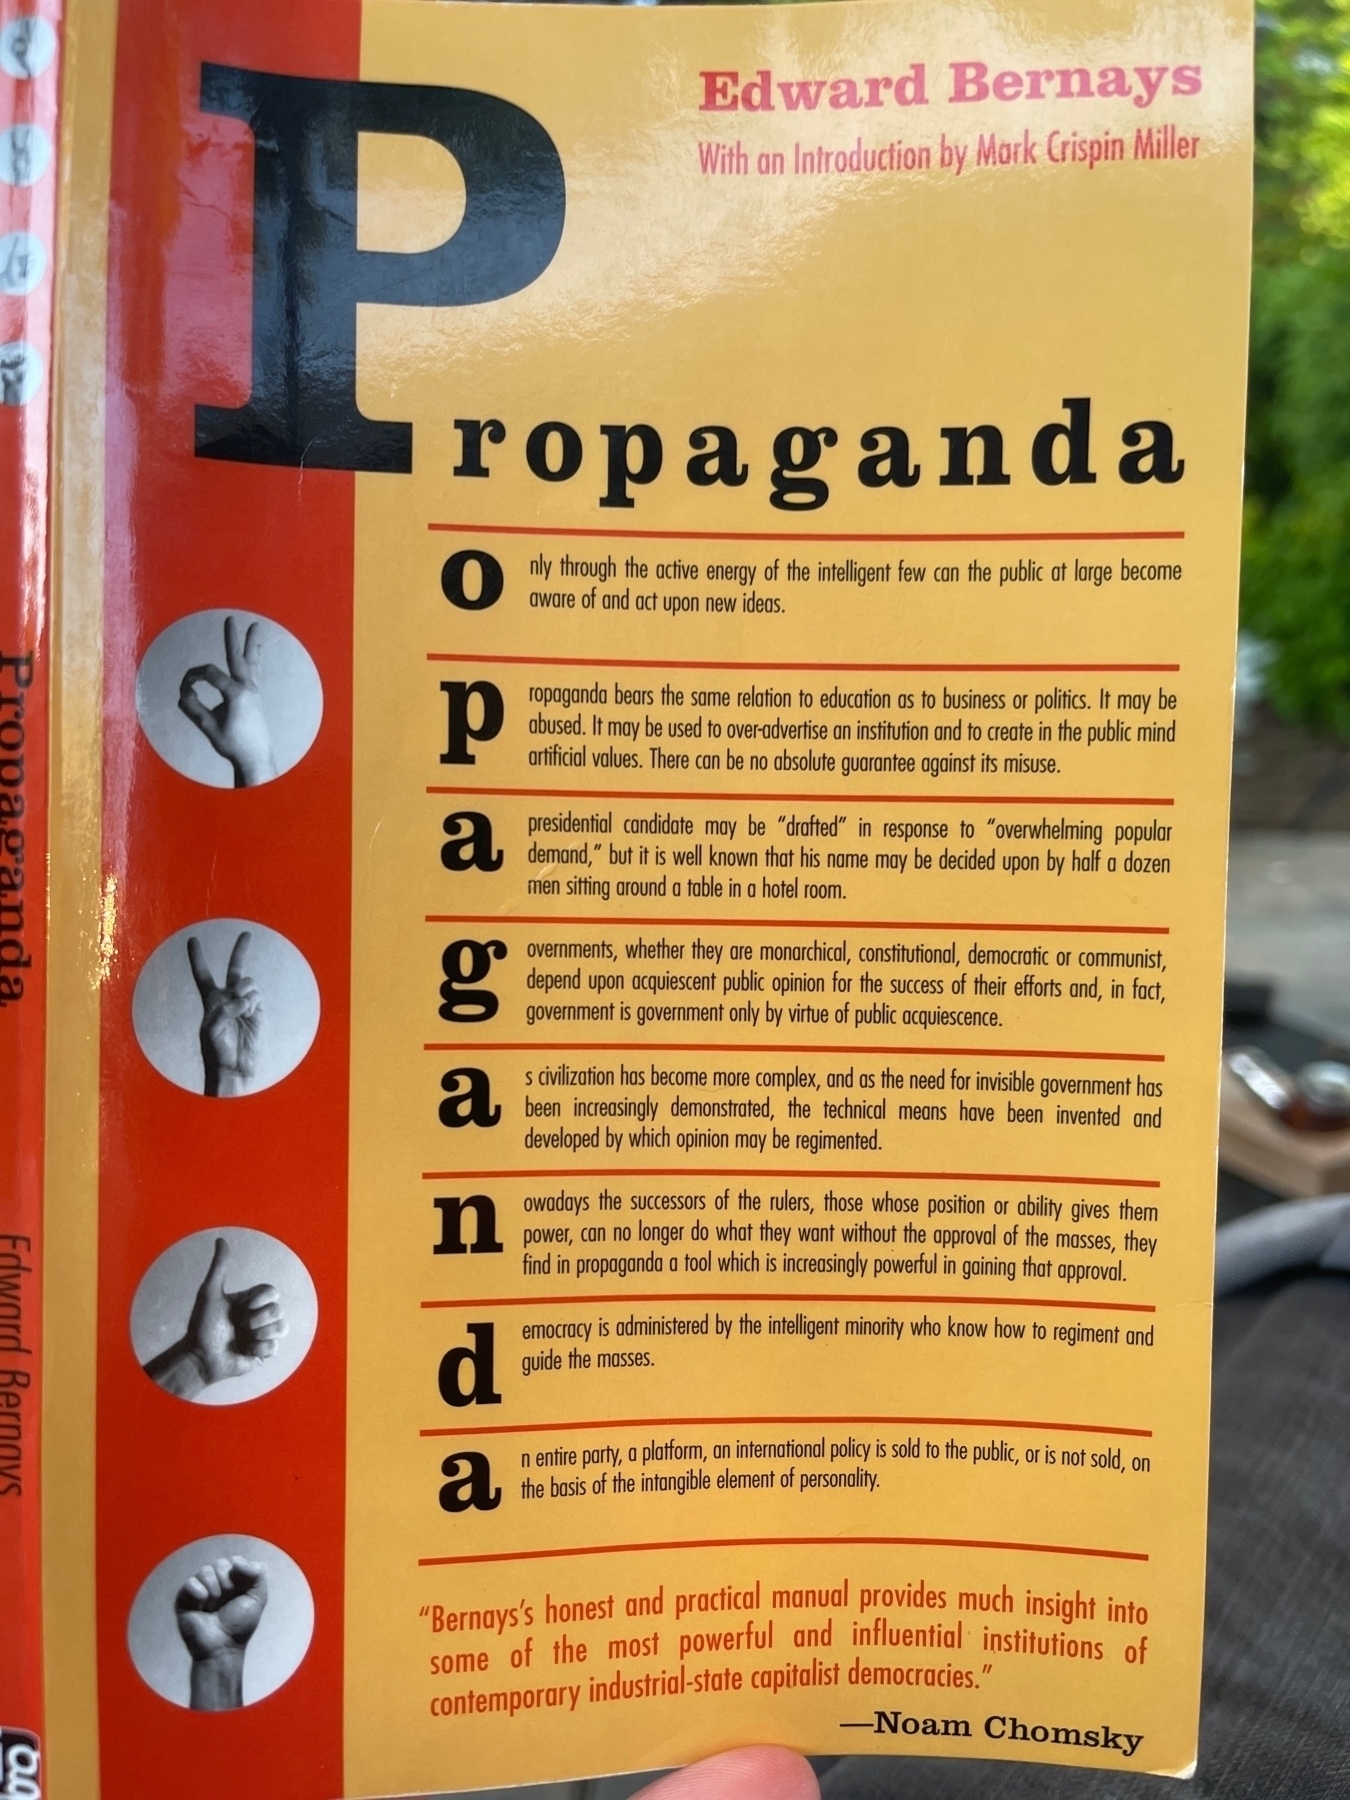 Edward Bernays
With an Introduction by Mark Crispin Miller
Propaganda
only through the active energy of the intelligent few can the public at large become
aware of and act upon new ideas.
propaganda bears the same relation to education as to business or politics. It may be
abused. It may be used to over-advertise an institution and to create in the public mind
artificial values. There can be no absolute guarantee against its misuse.
a presidential candidate may be “drafted” in response to “overwhelming popular
demand,” but it is well known that his name may be decided upon by half a dozen
men sitting around a table in a hotel room.
governments, whether they are monarchical, constitutional, democratic or communist,
depend upon acquiescent public opinion for the success of their efforts and, in fact,
government is government only by virtue of public acquiescence.
as civilization has become more complex, and as the need for invisible government has
been increasingly demonstrated, the technical means have been invented and
developed by which opinion may be regimented.
nowadays the successors of the rulers, those whose position or ability gives them
power, can no longer do what they want without the approval of the masses, they
find in propaganda a tool which is increasingly powerful in gaining that approval.
democracy is administered by the intelligent minority who know how to regiment and
guide the masses.
an entire party, a platform, an international policy is sold to the public, or is not sold, on
the basis of the intangible element of personality.
“Bernays’s honest and practical manual provides much insight into
some of the most powerful and influential institutions of
contemporary industrial-state capitalist democracies.”
—Noam Chomsky
Propaganda
Edward Bernays